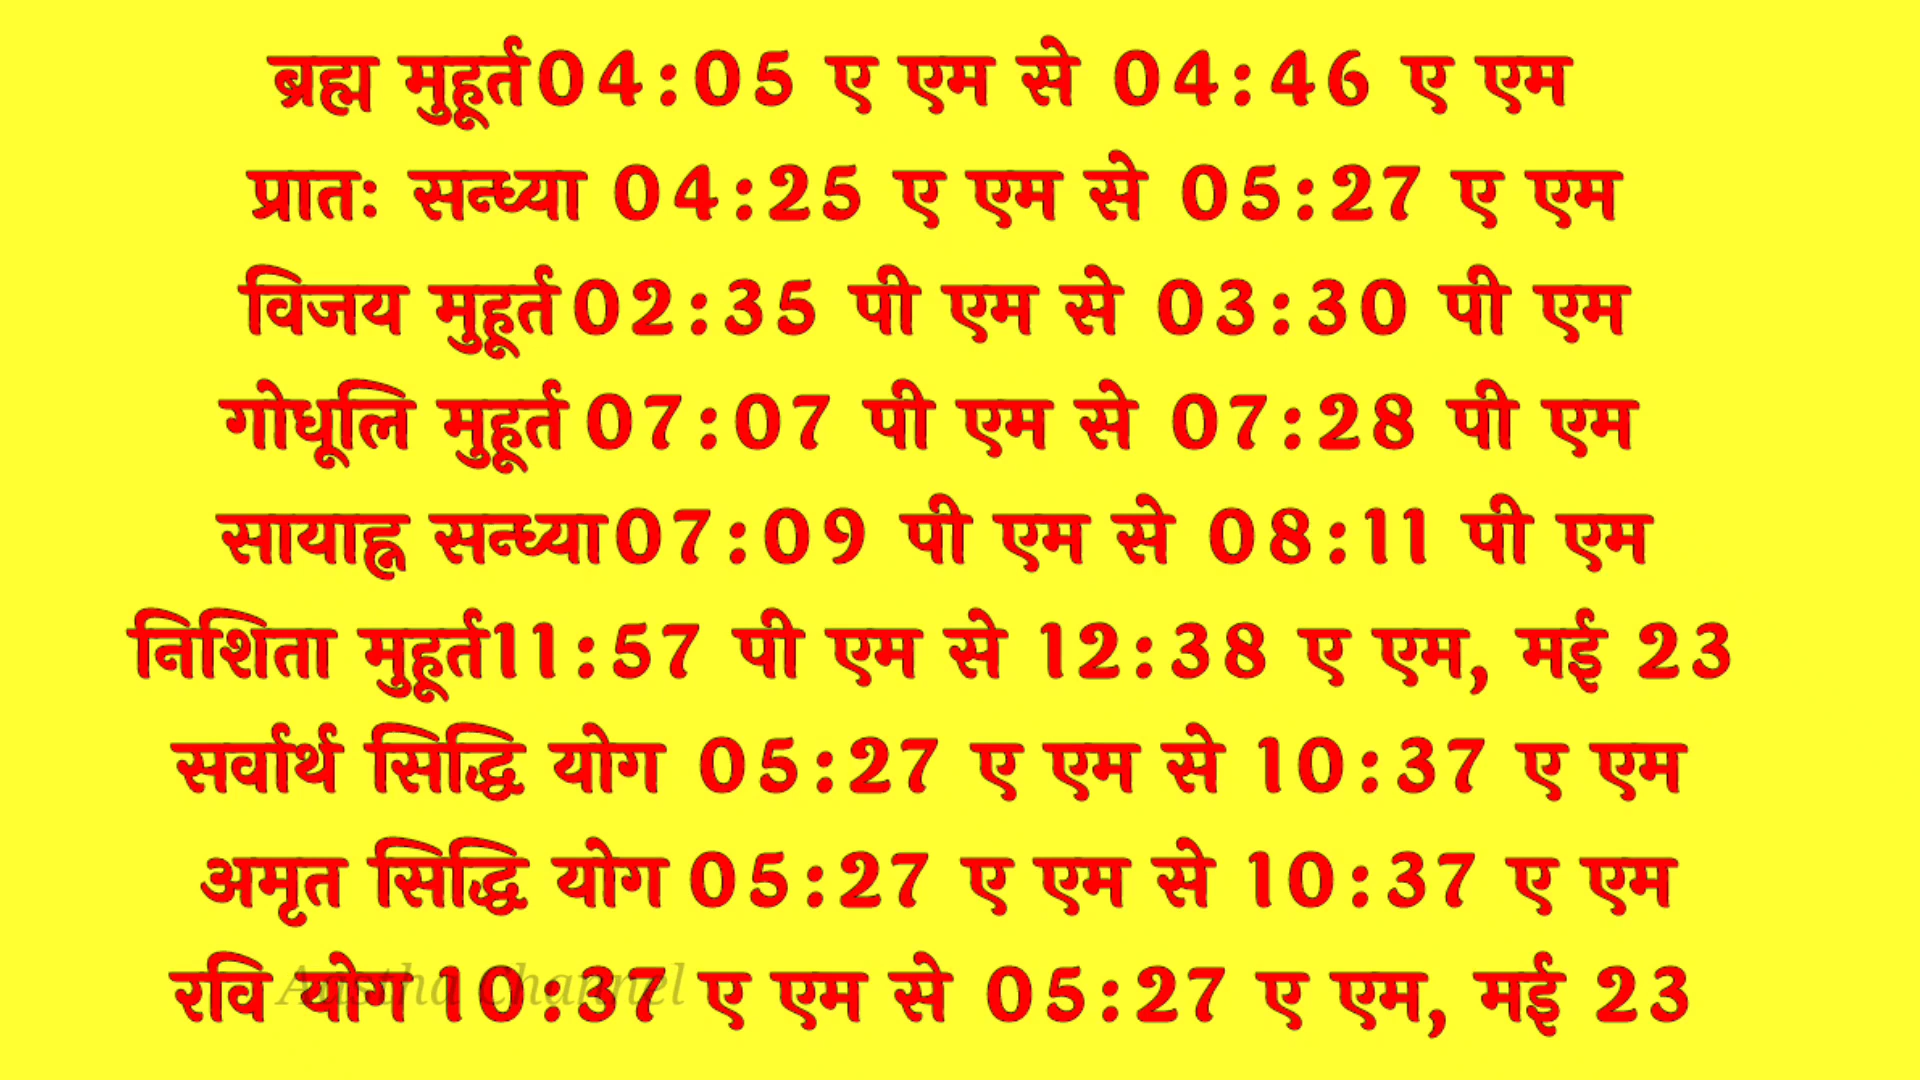 ब्रह्म मुहूर्त04:05 ए एम से 04:46 ए एम
प्रातः सन्ध्या 04:25 ए एम से 05:27 ए एम
विजय मुहूर्त 02:35 पी एम से 03:30 पी एम
गोधूलि मुहूर्त 07:07 पी एम से 07:28 पी एम
सायाह्न सन्ध्या07:09 पी एम से 08:11 पी एम
निशिता मुहूर्त11:57 पी एम से 12:38 ए एम, मई 23
सर्वार्थ सिद्धि योग 05:27 ए एम से 10:37 ए एम
अमृत सिद्धि योग 05:27 ए एम से 10:37 ए एम
रवि योग 10:37 ए एम से 05:27 ए एम, मई 23
Aastha Channel